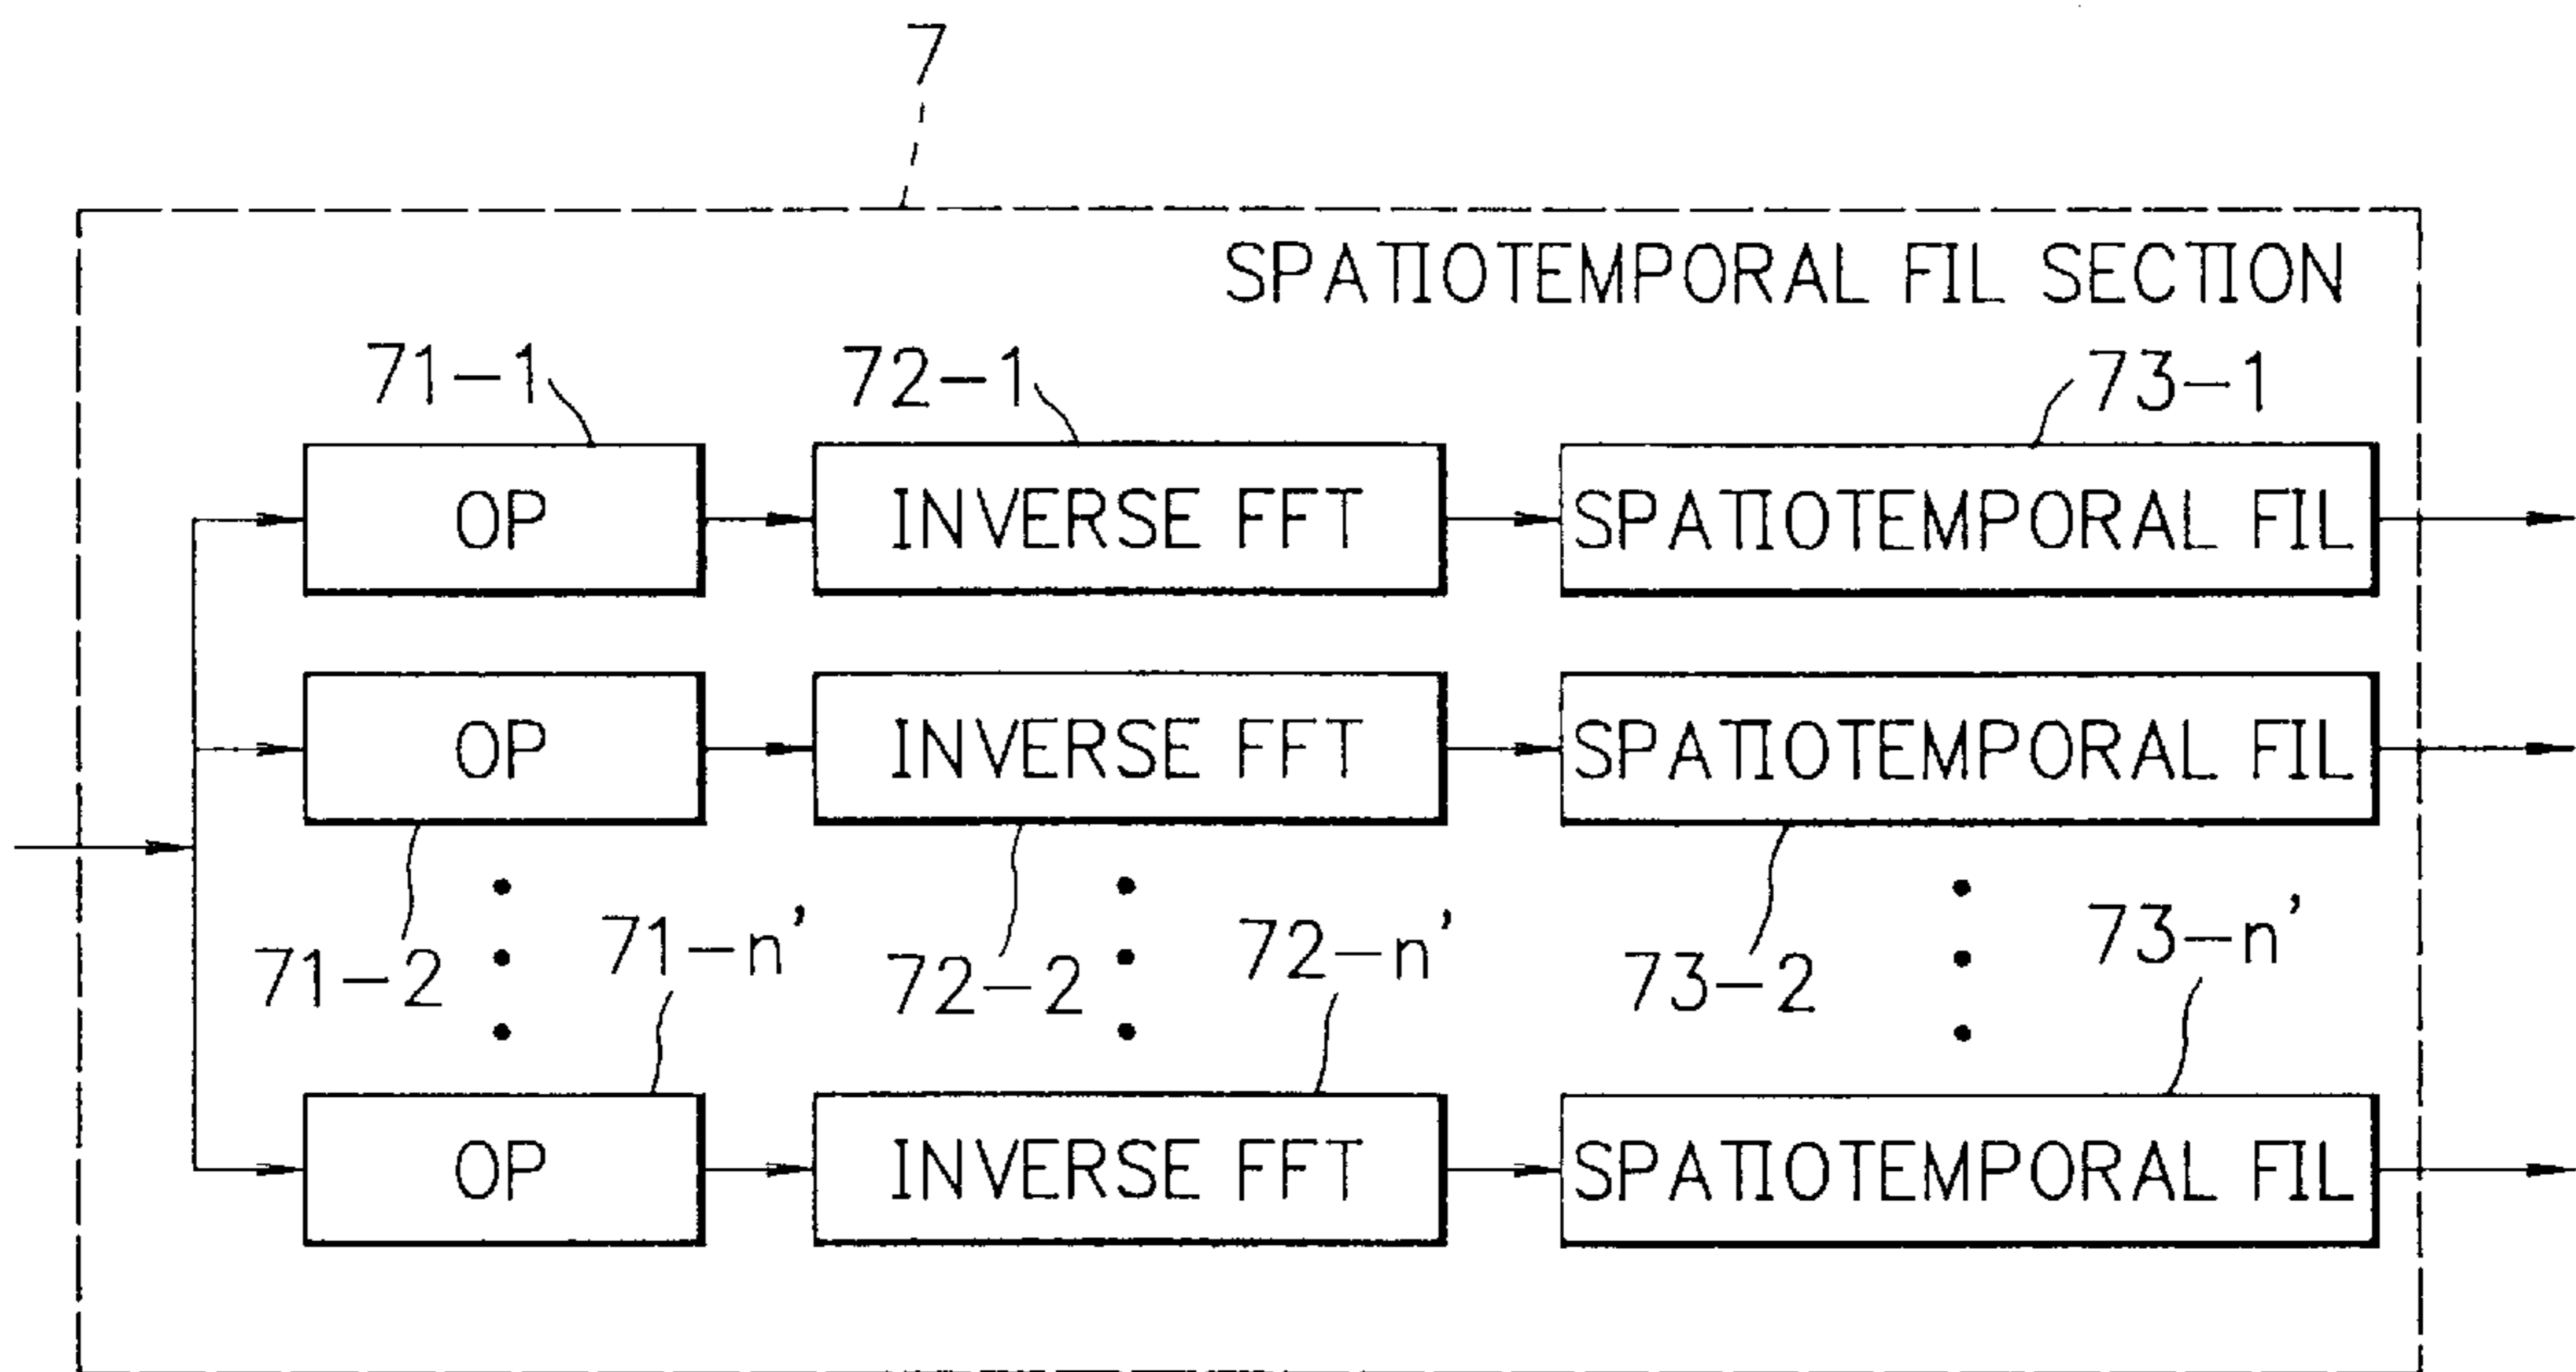 7
SPATIOTEMPORAL FIL SECTION
71-1
72-1
73-1
OP
INVERSE FFT
SPATIOTEMPORAL FIL
OP
INVERSE FFT
SPATIOTEMPORAL FIL
71-2
71-n'
72-2
72-n'
73-2
73-n'
OP
INVERSE FFT
SPATIOTEMPORAL FIL